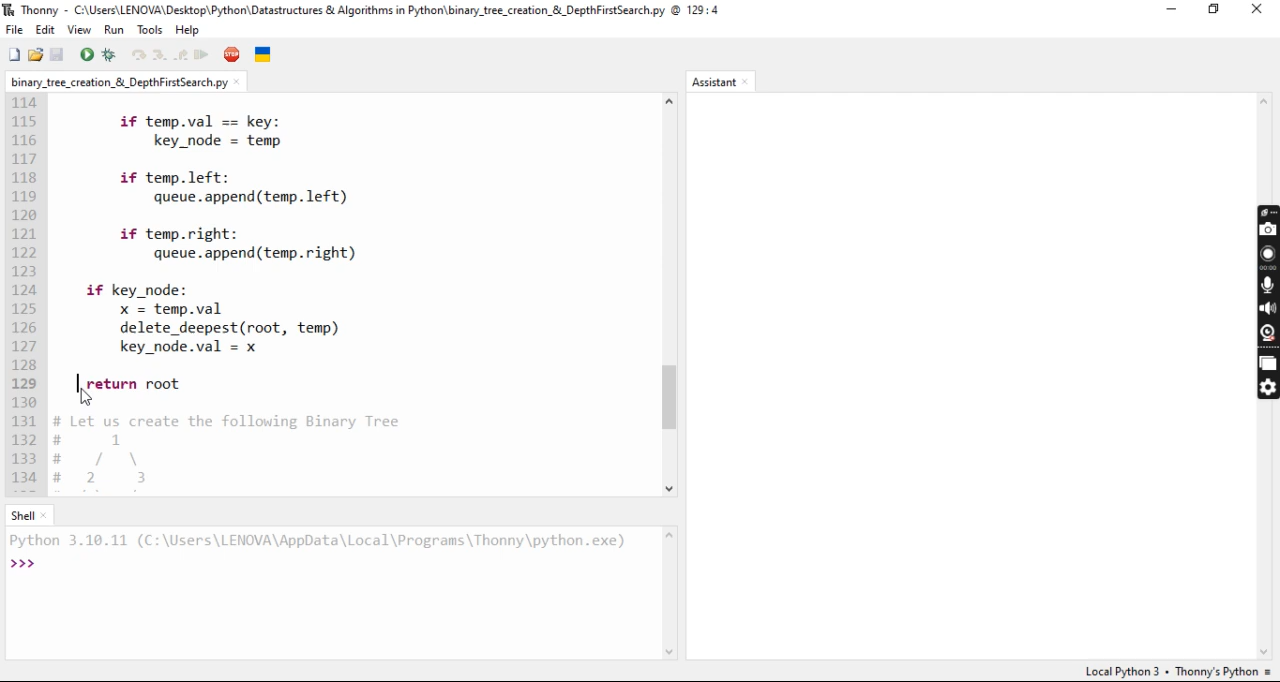 Thonny - C:\Users\LENOVA\Desktop\Python\Datastructures & Algorithms in Python\binary_tree_creation_&_DepthFirstSearch.py @ 129 : 4
File Edit View Run Tools Help
STOP
binary_tree_creation_&_DepthFirstSearch.py ×
Assistant ×
114
115 if temp.val == key:
116 key_node = temp
117
118 if temp.left:
119 queue.append(temp.left)
120
121 if temp.right:
122 queue.append(temp.right)
123
124 if key_node:
125 x = temp.val
126 delete_deepest(root, temp)
127 key_node.val = x
128
129 return root
130
131 # Let us create the following Binary Tree
132 # 1
133 # / \
134 # 2 3
00:00
Shell ×
Python 3.10.11 (C:\Users\LENOVA\AppData\Local\Programs\Thonny\python.exe)
>>>
Local Python 3 • Thonny's Python ≡